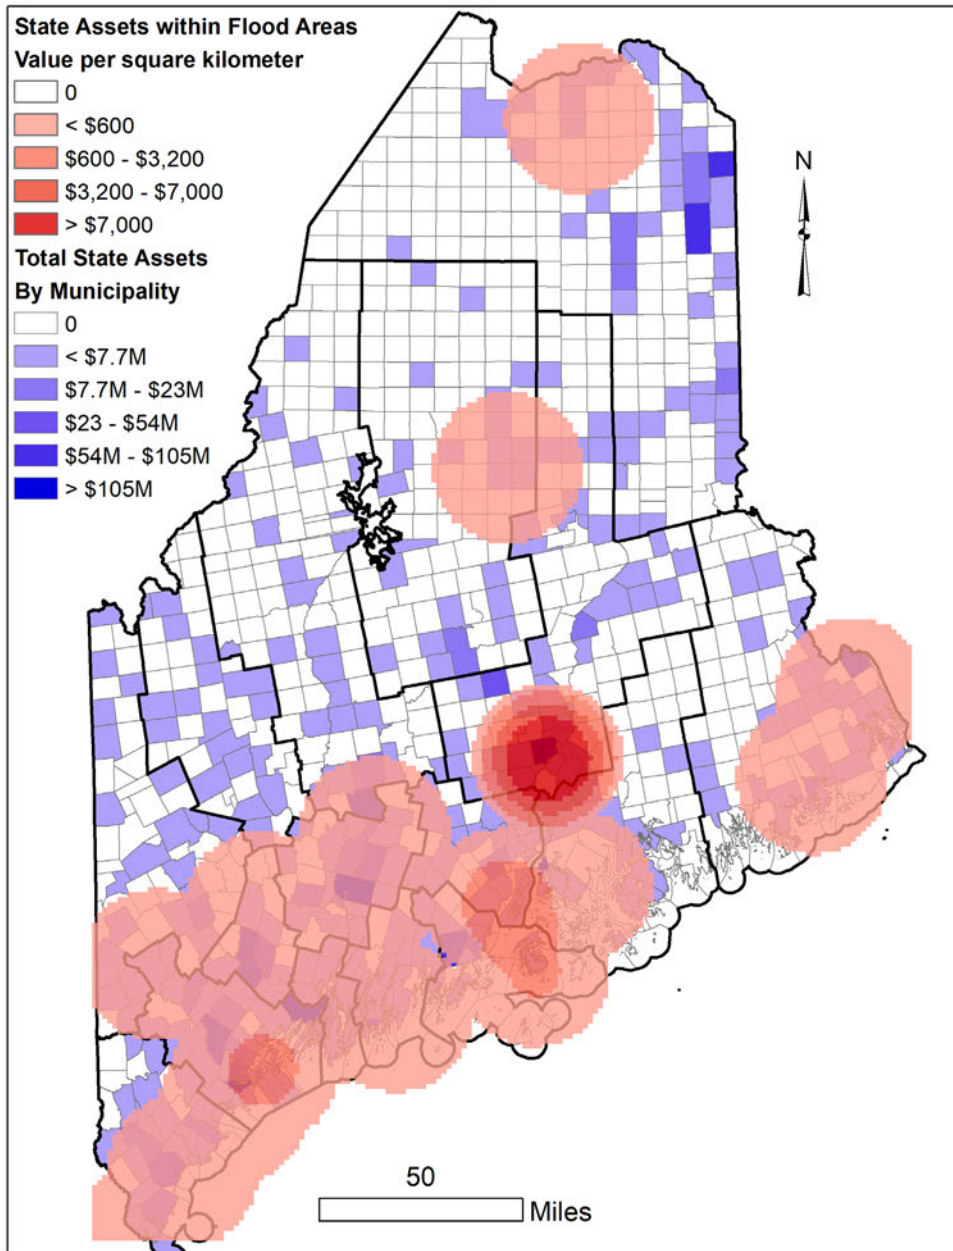 State Assets within Flood Areas
Value per square kilometer
0
< $600
$600 - $3,200
$3,200 - $7,000
> $7,000
Total State Assets
By Municipality
0
< $7.7M
$7.7M - $23M
$23 - $54M
$54M - $105M
> $105M
N
50
Miles